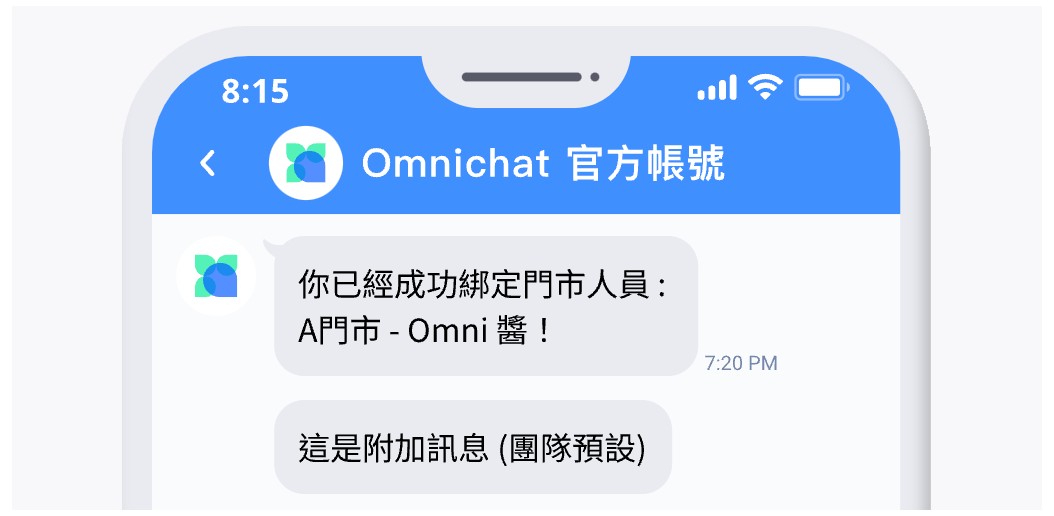 8:15
Omnichat 官方帳號
你已經成功綁定門市人員 :
A門市 - Omni 醬！
7:20 PM
這是附加訊息 (團隊預設)